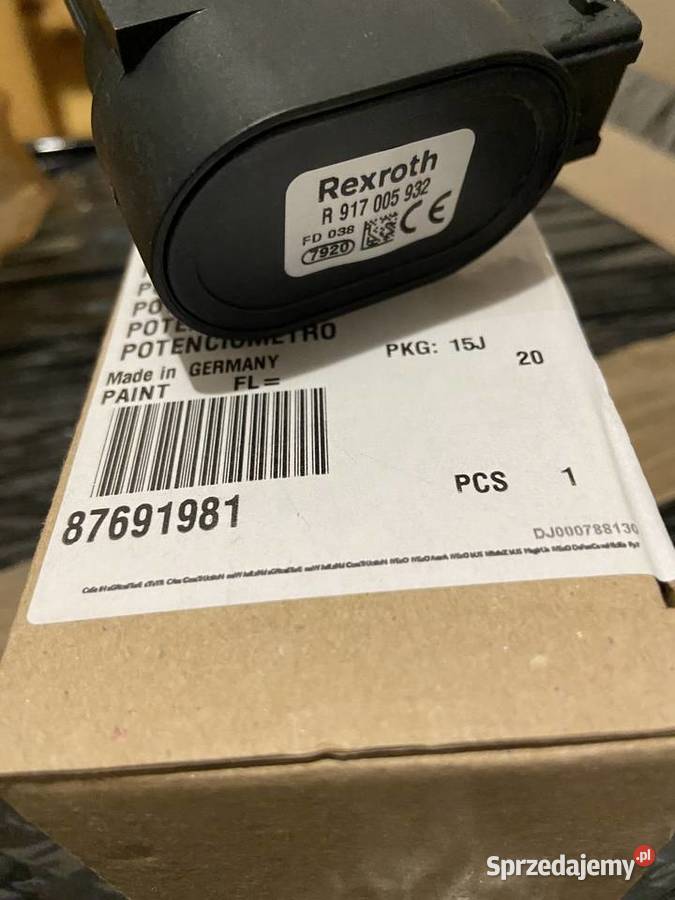 Rexroth
R 917 005 932
FD 038
7920
CE
POTENCIOMETRO
Made in GERMANY
PAINT FL=
PKG: 15J 20
87691981
PCS 1
DJ000788130
Sprzedajemy.pl